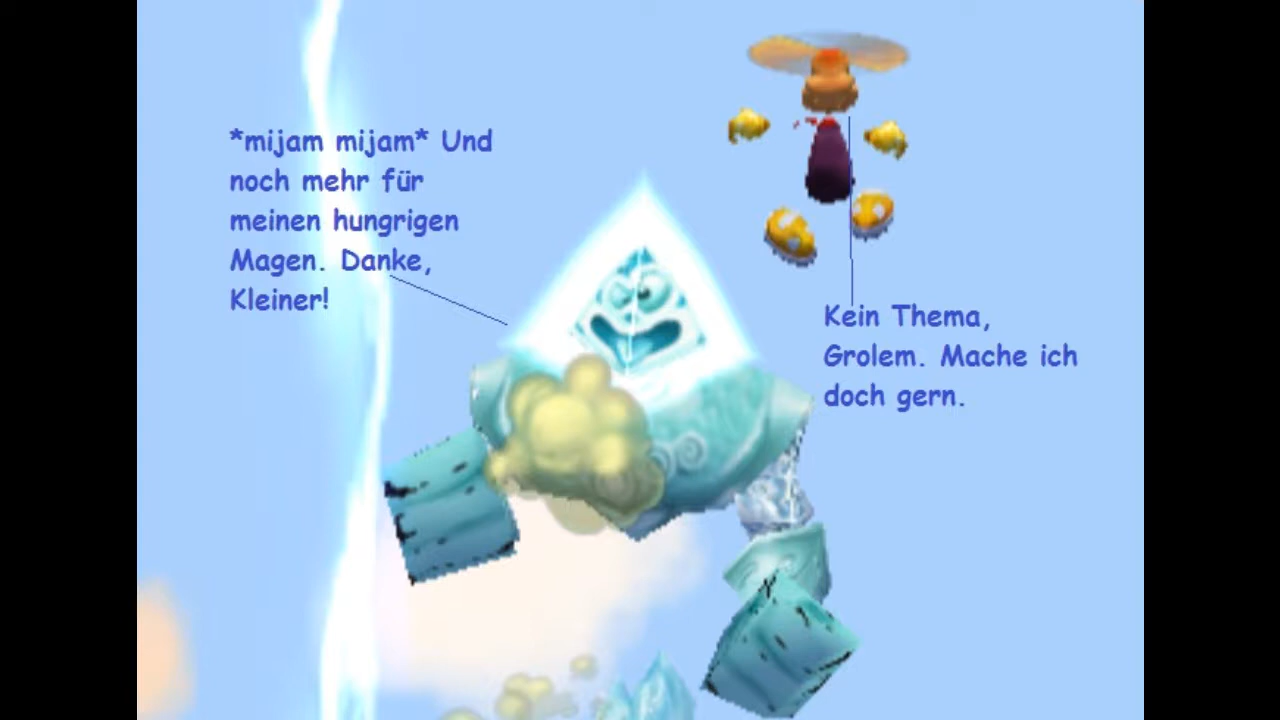 *mijam mijam* Und
noch mehr für
meinen hungrigen
Magen. Danke,
Kleiner!
Kein Thema,
Grolem. Mache ich
doch gern.